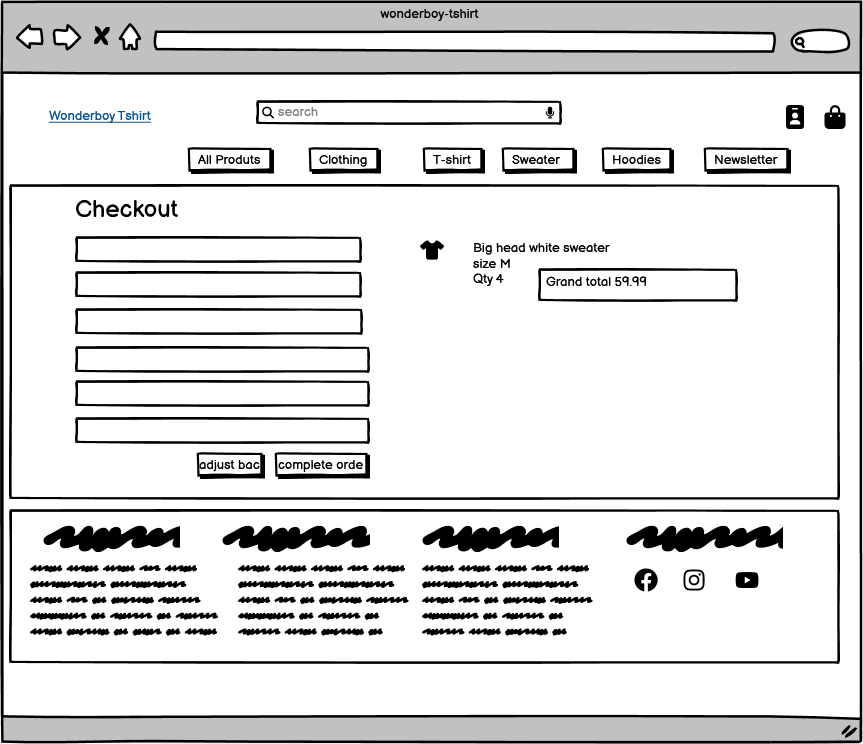 wonderboy-tshirt
Wonderboy Tshirt
search
All Produts
Clothing
T-shirt
Sweater
Hoodies
Newsletter
Checkout
Big head white sweater
size M
Qty 4
Grand total 59.99
adjust bac
complete orde